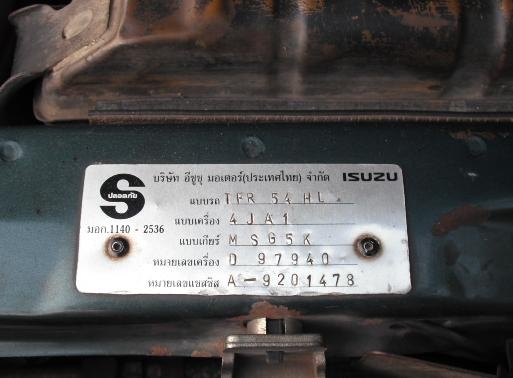 บริษัท อีซูซุ มอเตอร์(ประเทศไทย) จำกัด ISUZU
S
ปลอดภัย
มอก.1140 - 2536
แบบรถ TFR 54 HL
แบบเครื่อง 4JA1
แบบเกียร์ MSG5K
หมายเลขเครื่อง D 97940
หมายเลขแชสซิส A-9201478